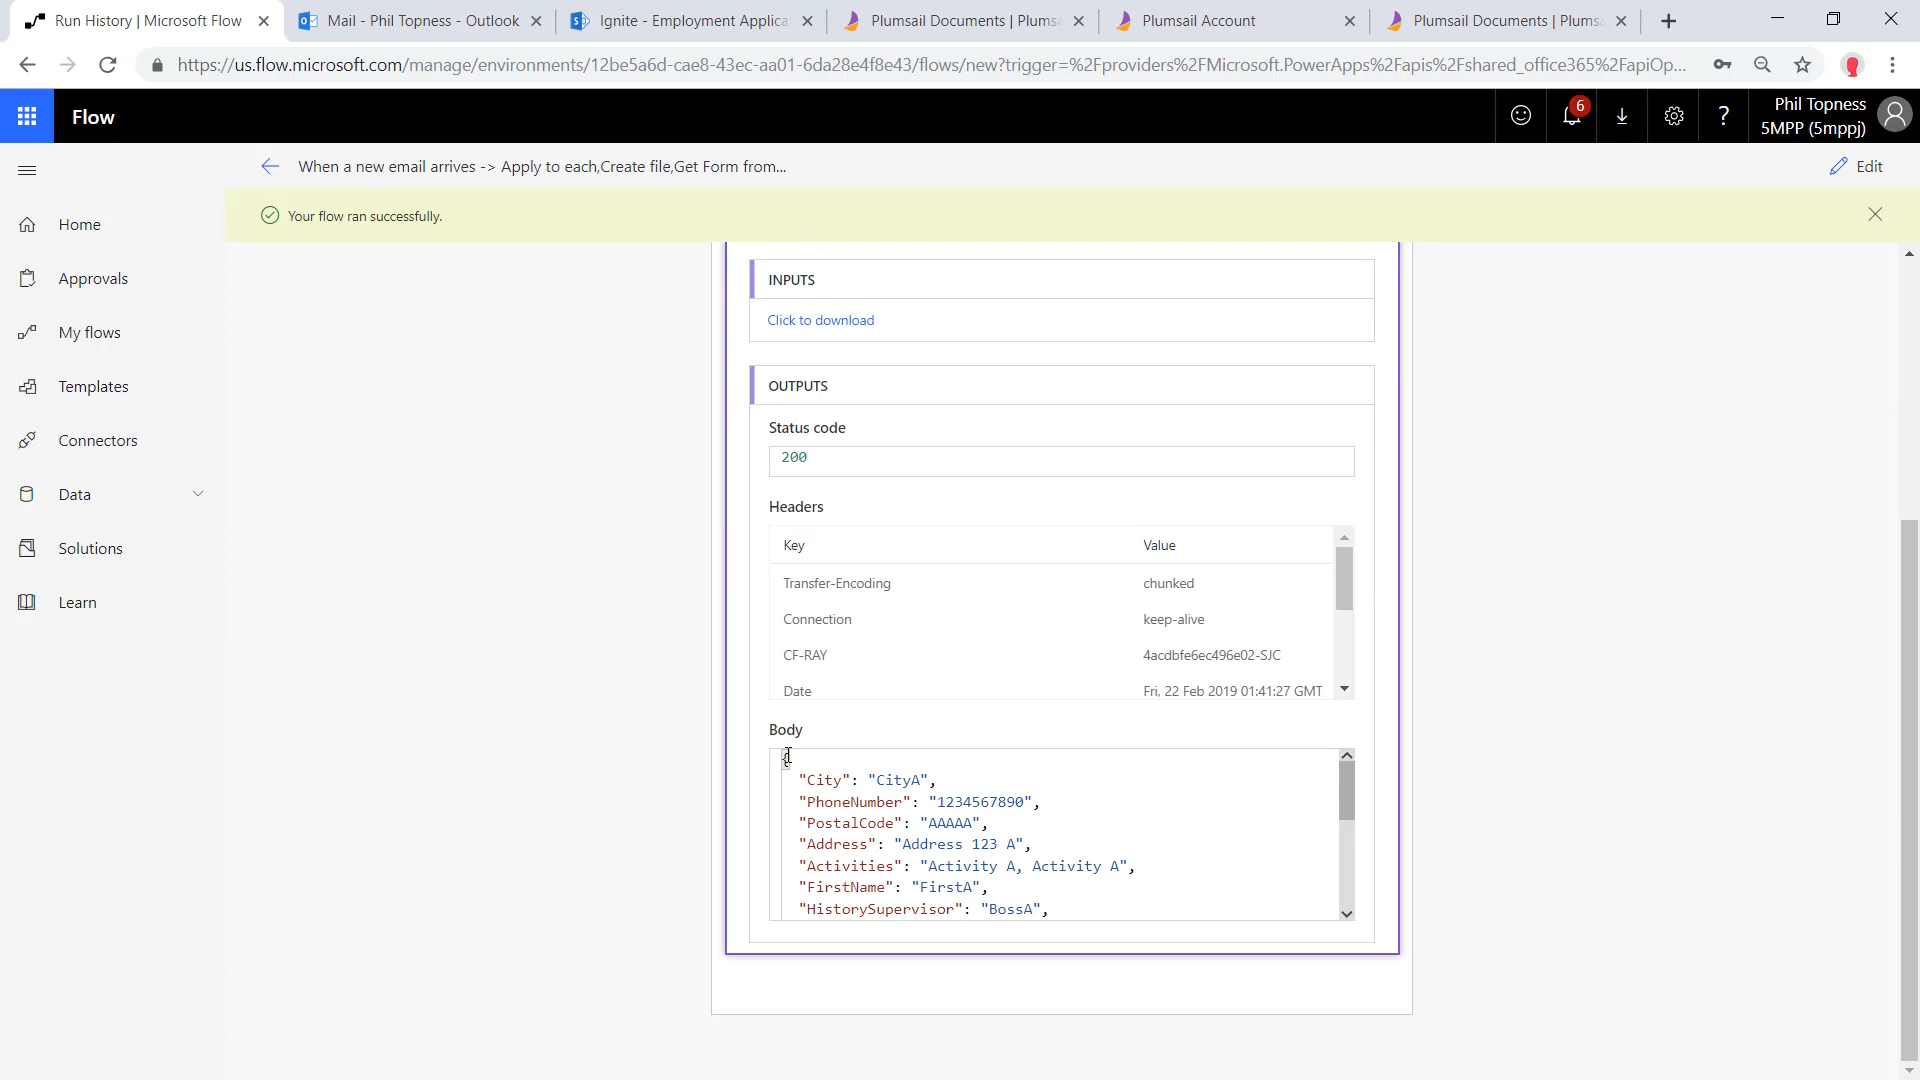 Run History | Microsoft Flow
Mail - Phil Topness - Outlook
Ignite - Employment Applica
Plumsail Documents | Plumsa
Plumsail Account
Plumsail Documents | Plumsa
https://us.flow.microsoft.com/manage/environments/12be5a6d-cae8-43ec-aa01-6da28e4f8e43/flows/new?trigger=%2Fproviders%2FMicrosoft.PowerApps%2Fapis%2Fshared_office365%2FapiOp...
Flow
6
?
Phil Topness
5MPP (5mppj)
When a new email arrives -> Apply to each,Create file,Get Form from...
Edit
Your flow ran successfully.
Home
Approvals
My flows
Templates
Connectors
Data
Solutions
Learn
INPUTS
Click to download
OUTPUTS
Status code
200
Headers
Key Value
Transfer-Encoding chunked
Connection keep-alive
CF-RAY 4acdbfe6ec496e02-SJC
Date Fri, 22 Feb 2019 01:41:27 GMT
Body
{
"City": "CityA",
"PhoneNumber": "1234567890",
"PostalCode": "AAAAA",
"Address": "Address 123 A",
"Activities": "Activity A, Activity A",
"FirstName": "FirstA",
"HistorySupervisor": "BossA",